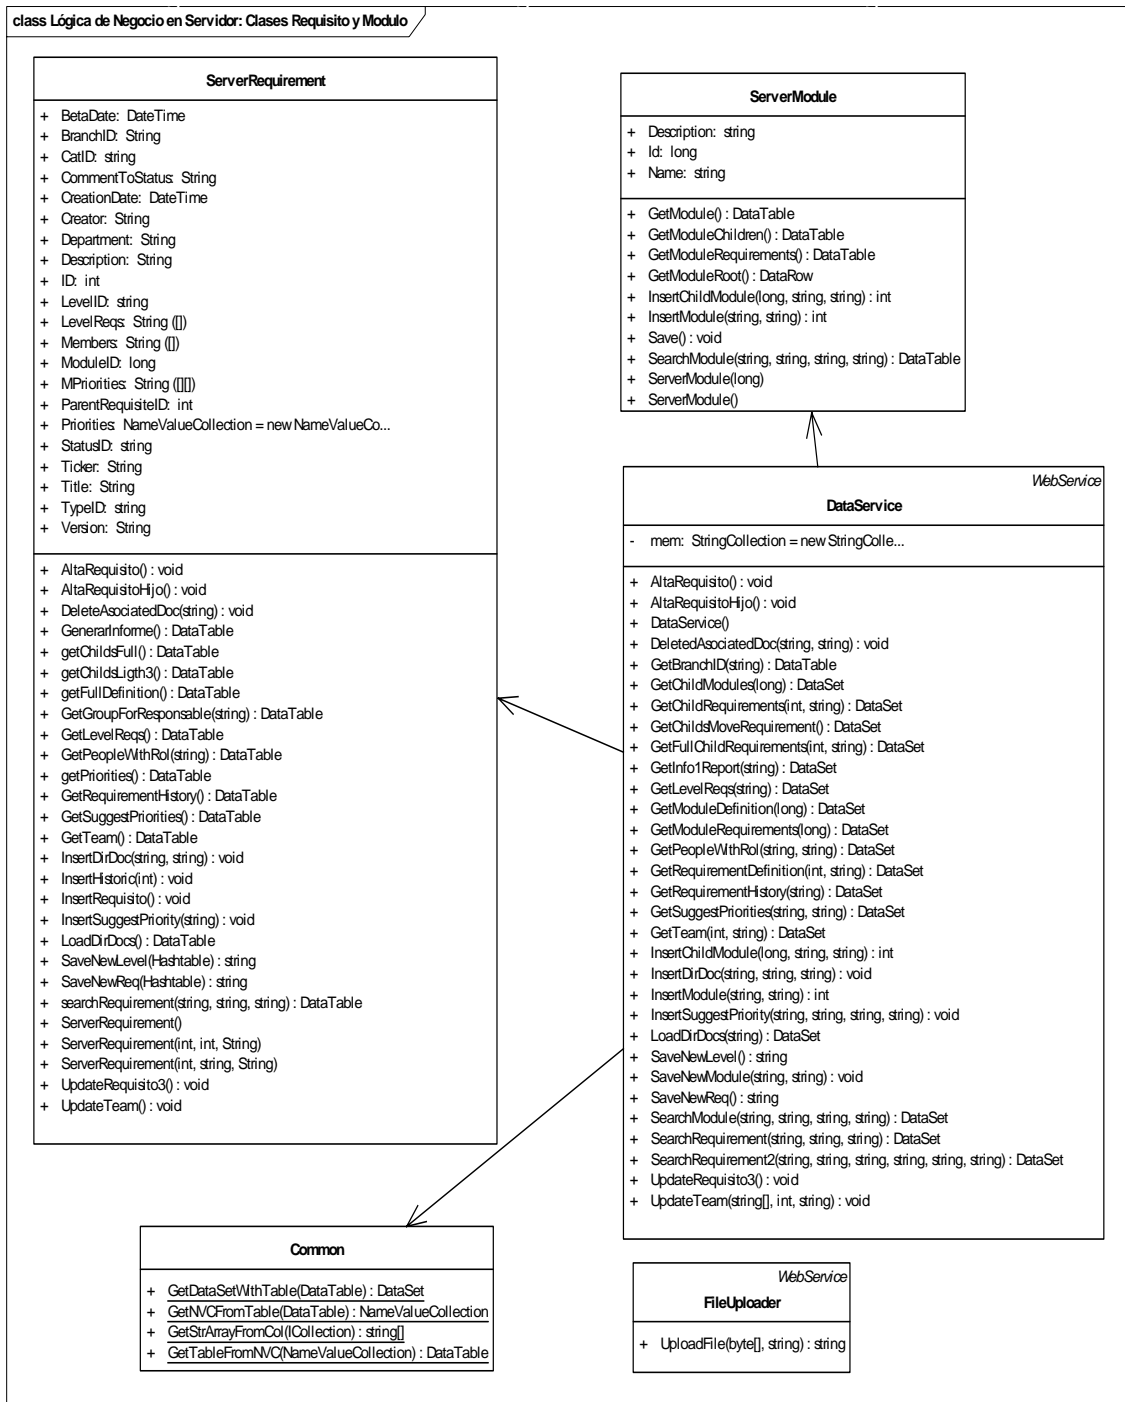 class Lógica de Negocio en Servidor: Clases Requisito y Modulo
ServerRequirement
+ BetaDate: DateTime
+ BranchID: String
+ CatID: string
+ CommentToStatus: String
+ CreationDate: DateTime
+ Creator: String
+ Department: String
+ Description: String
+ ID: int
+ LevelID: string
+ LevelReqs: String ([])
+ Members: String ([])
+ ModuleID: long
+ MPriorities: String ([][])
+ ParentRequisiteID: int
+ Priorities: NameValueCollection = new NameValueCo...
+ StatusID: string
+ Ticker: String
+ Title: String
+ TypeID: string
+ Version: String
+ AltaRequisito() : void
+ AltaRequisitoHijo() : void
+ DeleteAsociatedDoc(string) : void
+ GenerarInforme() : DataTable
+ getChildsFull() : DataTable
+ getChildsLigth3() : DataTable
+ getFullDefinition() : DataTable
+ GetGroupForResponsable(string) : DataTable
+ GetLevelReqs() : DataTable
+ GetPeopleWithRol(string) : DataTable
+ getPriorities() : DataTable
+ GetRequirementHistory() : DataTable
+ GetSuggestPriorities() : DataTable
+ GetTeam() : DataTable
+ InsertDirDoc(string, string) : void
+ InsertHistoric(int) : void
+ InsertRequisito() : void
+ InsertSuggestPriority(string) : void
+ LoadDirDocs() : DataTable
+ SaveNewLevel(Hashtable) : string
+ SaveNewReq(Hashtable) : string
+ searchRequirement(string, string, string) : DataTable
+ ServerRequirement()
+ ServerRequirement(int, int, String)
+ ServerRequirement(int, string, String)
+ UpdateRequisito3() : void
+ UpdateTeam() : void
ServerModule
+ Description: string
+ Id: long
+ Name: string
+ GetModule() : DataTable
+ GetModuleChildren() : DataTable
+ GetModuleRequirements() : DataTable
+ GetModuleRoot() : DataRow
+ InsertChildModule(long, string, string) : int
+ InsertModule(string, string) : int
+ Save() : void
+ SearchModule(string, string, string, string) : DataTable
+ ServerModule(long)
+ ServerModule()
WebService
DataService
- mem: StringCollection = new StringColle...
+ AltaRequisito() : void
+ AltaRequisitoHijo() : void
+ DataService()
+ DeletedAsociatedDoc(string, string) : void
+ GetBranchID(string) : DataTable
+ GetChildModules(long) : DataSet
+ GetChildRequirements(int, string) : DataSet
+ GetChildsMoveRequirement() : DataSet
+ GetFullChildRequirements(int, string) : DataSet
+ GetInfo1Report(string) : DataSet
+ GetLevelReqs(string) : DataSet
+ GetModuleDefinition(long) : DataSet
+ GetModuleRequirements(long) : DataSet
+ GetPeopleWithRol(string, string) : DataSet
+ GetRequirementDefinition(int, string) : DataSet
+ GetRequirementHistory(string) : DataSet
+ GetSuggestPriorities(string, string) : DataSet
+ GetTeam(int, string) : DataSet
+ InsertChildModule(long, string, string) : int
+ InsertDirDoc(string, string, string) : void
+ InsertModule(string, string) : int
+ InsertSuggestPriority(string, string, string, string) : void
+ LoadDirDocs(string) : DataSet
+ SaveNewLevel() : string
+ SaveNewModule(string, string) : void
+ SaveNewReq() : string
+ SearchModule(string, string, string, string) : DataSet
+ SearchRequirement(string, string, string) : DataSet
+ SearchRequirement2(string, string, string, string, string, string) : DataSet
+ UpdateRequisito3() : void
+ UpdateTeam(string[], int, string) : void
Common
+ GetDataSetWithTable(DataTable) : DataSet
+ GetNVCFromTable(DataTable) : NameValueCollection
+ GetStrArrayFromCol(ICollection) : string[]
+ GetTableFromNVC(NameValueCollection) : DataTable
WebService
FileUploader
+ UploadFile(byte[], string) : string